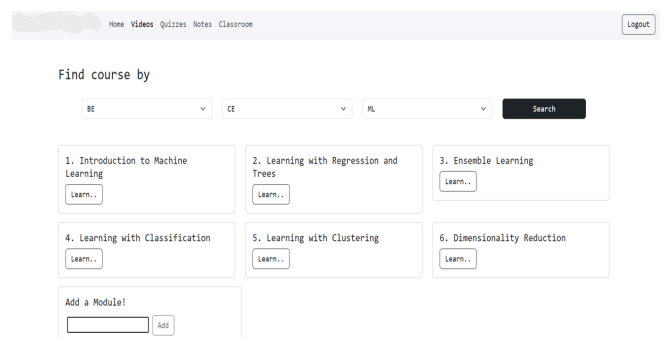 Home Videos Quizzes Notes Classroom Logout
Find course by
BE CE ML Search
1. Introduction to Machine Learning
Learn..
2. Learning with Regression and Trees
Learn..
3. Ensemble Learning
Learn..
4. Learning with Classification
Learn..
5. Learning with Clustering
Learn..
6. Dimensionality Reduction
Learn..
Add a Module!
Add